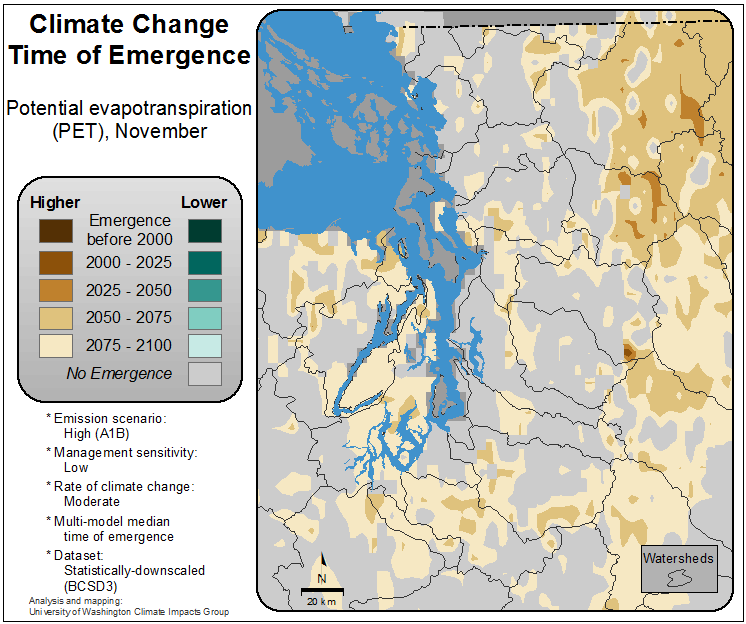 Climate Change
Time of Emergence
Potential evapotranspiration
(PET), November
Higher
Lower
Emergence
before 2000
2000 - 2025
2025 - 2050
2050 - 2075
2075 - 2100
No Emergence
* Emission scenario:
High (A1B)
* Management sensitivity:
Low
* Rate of climate change:
Moderate
* Multi-model median
time of emergence
* Dataset:
Statistically-downscaled
(BCSD3)
Analysis and mapping:
University of Washington Climate Impacts Group
N
20 km
Watersheds